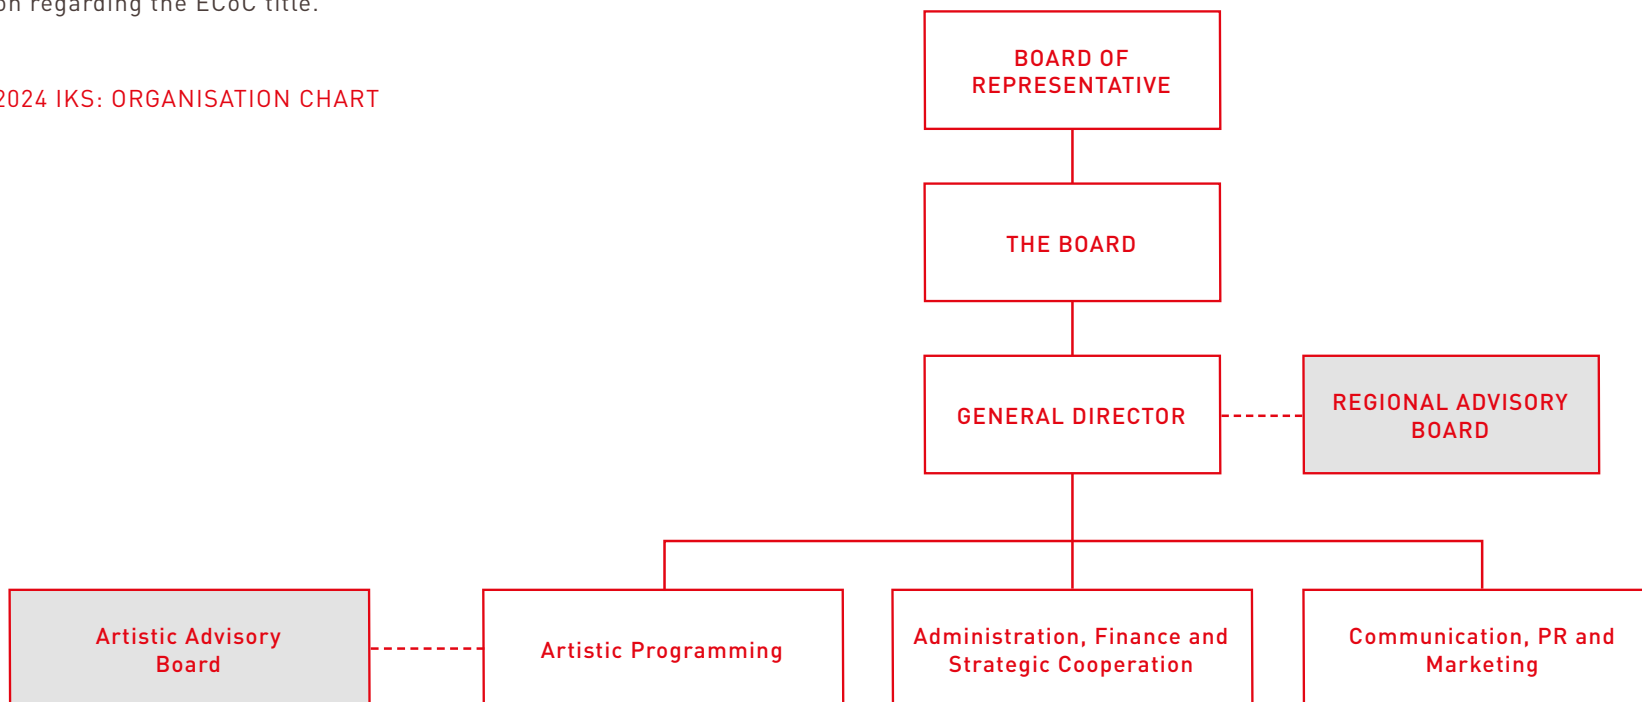 on regarding the ECoC title.
2024 IKS: ORGANISATION CHART
BOARD OF
REPRESENTATIVE
THE BOARD
GENERAL DIRECTOR
REGIONAL ADVISORY
BOARD
Artistic Advisory
Board
Artistic Programming
Administration, Finance and
Strategic Cooperation
Communication, PR and
Marketing